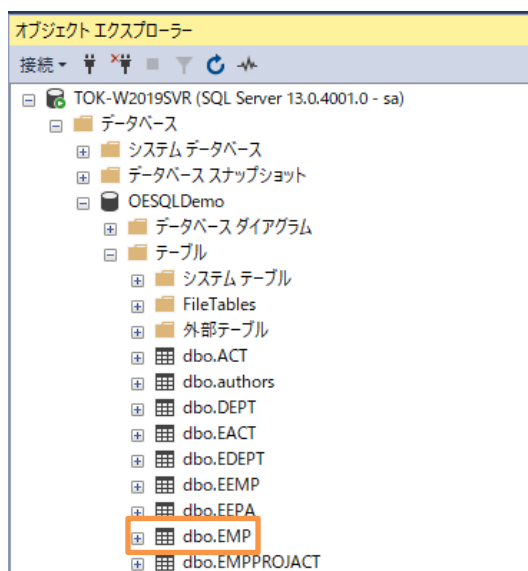 オブジェクト エクスプローラー
接続
TOK-W2019SVR (SQL Server 13.0.4001.0 - sa)
データベース
システム データベース
データベース スナップショット
OESQLDemo
データベース ダイアグラム
テーブル
システム テーブル
FileTables
外部テーブル
dbo.ACT
dbo.authors
dbo.DEPT
dbo.EACT
dbo.EDEPT
dbo.EEMP
dbo.EEPA
dbo.EMP
dbo.EMPPROJACT